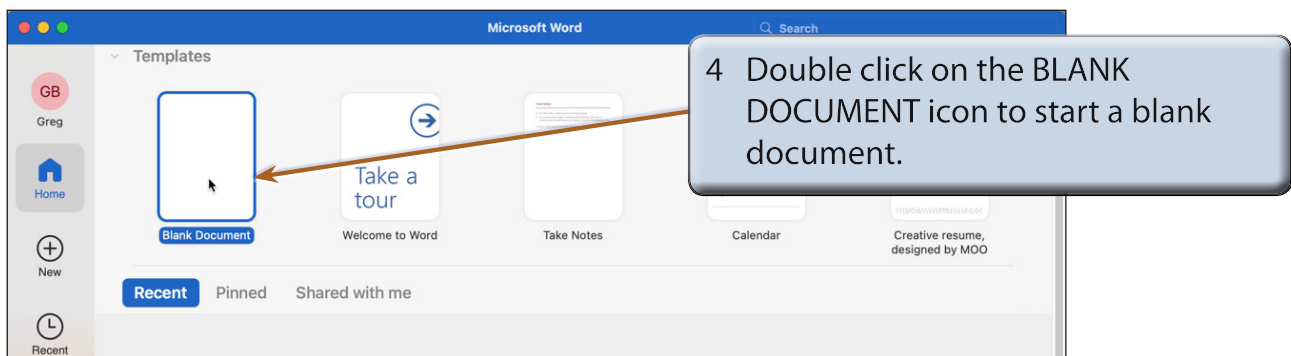 Microsoft Word
Search
Templates
GB
Greg
Home
New
Recent
Take a
tour
Take Notes
Blank Document
Welcome to Word
Take Notes
Calendar
Creative resume,
designed by MOO
Recent Pinned Shared with me
4 Double click on the BLANK
DOCUMENT icon to start a blank
document.